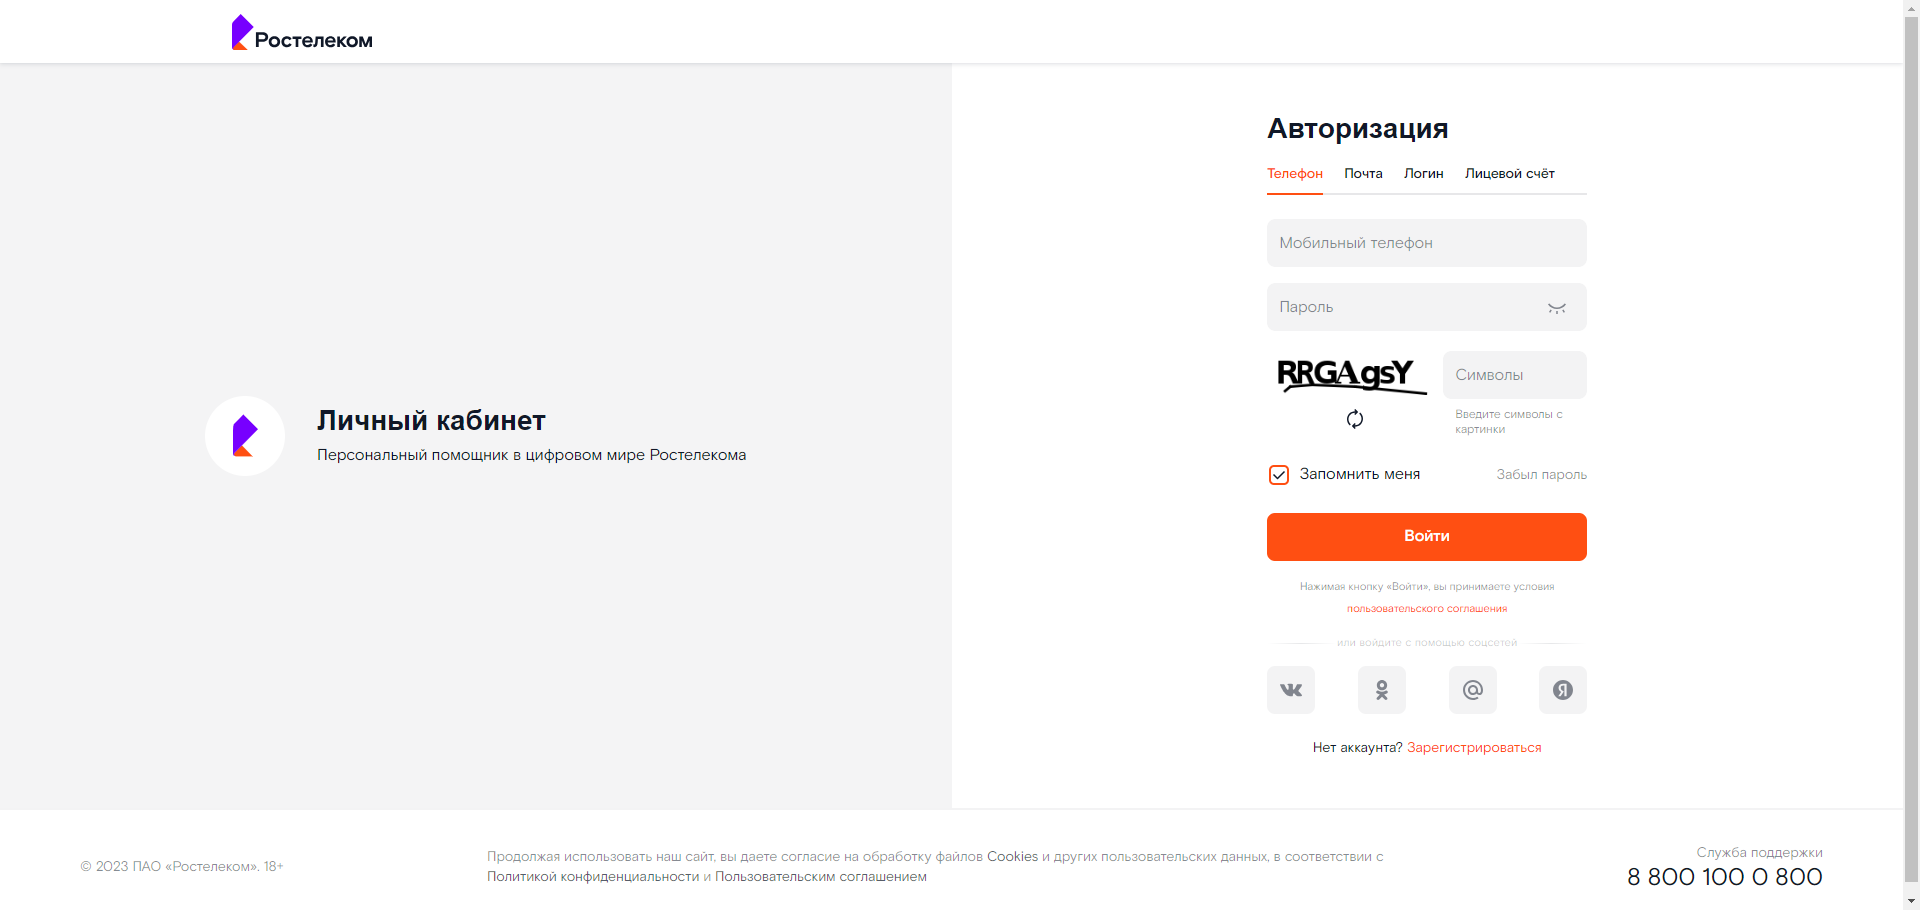 Ростелеком
Личный кабинет
Персональный помощник в цифровом мире Ростелекома
Авторизация
Телефон Почта Логин Лицевой счёт
Мобильный телефон
Пароль
RRGAgsY
Символы
Введите символы с
картинки
Запомнить меня
Забыл пароль
Войти
Нажимая кнопку «Войти», вы принимаете условия
пользовательского соглашения
или войдите с помощью соцсетей
Нет аккаунта? Зарегистрироваться
© 2023 ПАО «Ростелеком». 18+
Продолжая использовать наш сайт, вы даете согласие на обработку файлов Cookies и других пользовательских данных, в соответствии с
Политикой конфиденциальности и Пользовательским соглашением
Служба поддержки
8 800 100 0 800